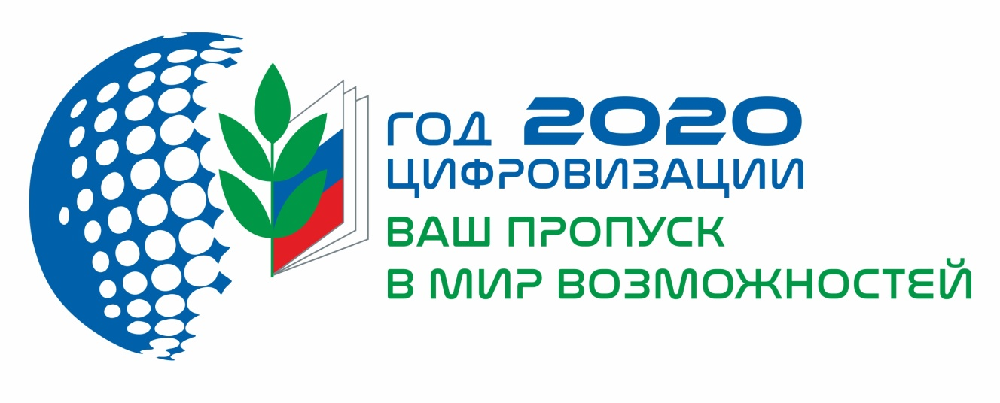 ГОД 2020
ЦИФРОВИЗАЦИИ
ВАШ ПРОПУСК
В МИР ВОЗМОЖНОСТЕЙ